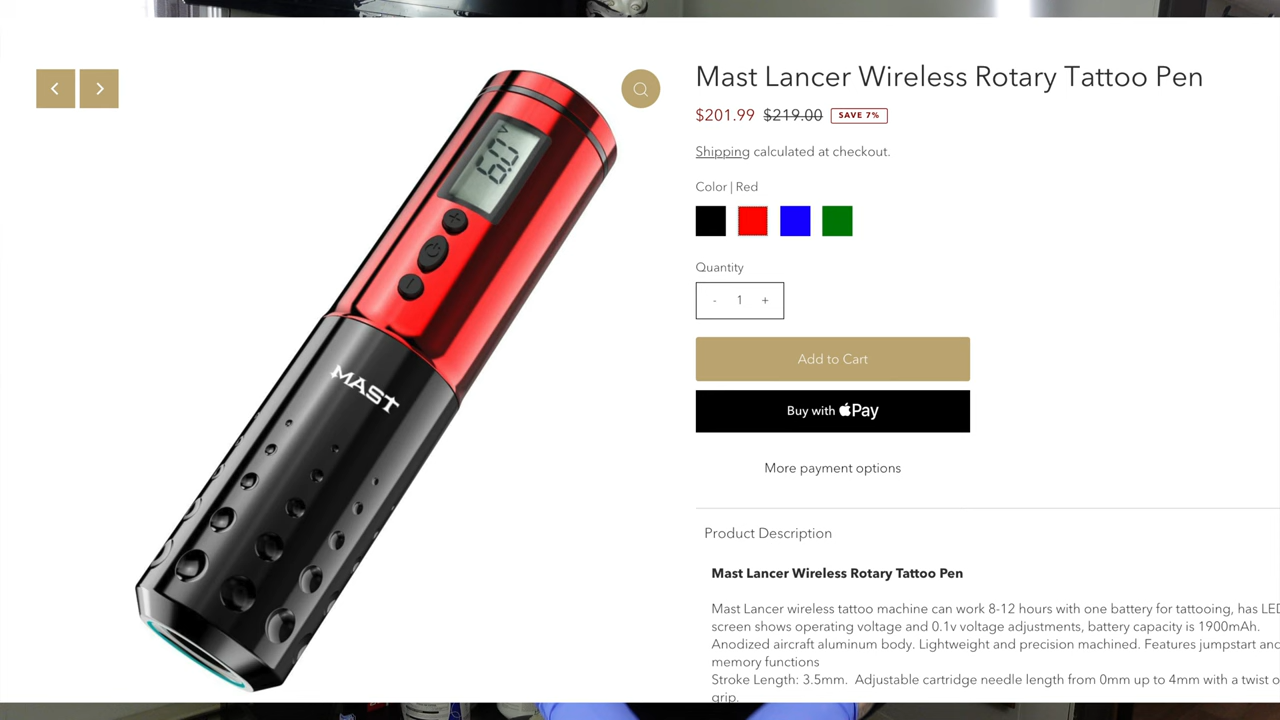 Mast Lancer Wireless Rotary Tattoo Pen
$201.99 $219.00 SAVE 7%
Shipping calculated at checkout.
Color | Red
Quantity
- 1 +
Add to Cart
Buy with Pay
More payment options
Product Description
Mast Lancer Wireless Rotary Tattoo Pen
Mast Lancer wireless tattoo machine can work 8-12 hours with one battery for tattooing, has LED
screen shows operating voltage and 0.1v voltage adjustments, battery capacity is 1900mAh.
Anodized aircraft aluminum body. Lightweight and precision machined. Features jumpstart and
memory functions
Stroke Length: 3.5mm. Adjustable cartridge needle length from 0mm up to 4mm with a twist o
grip.
6.0V
MAST